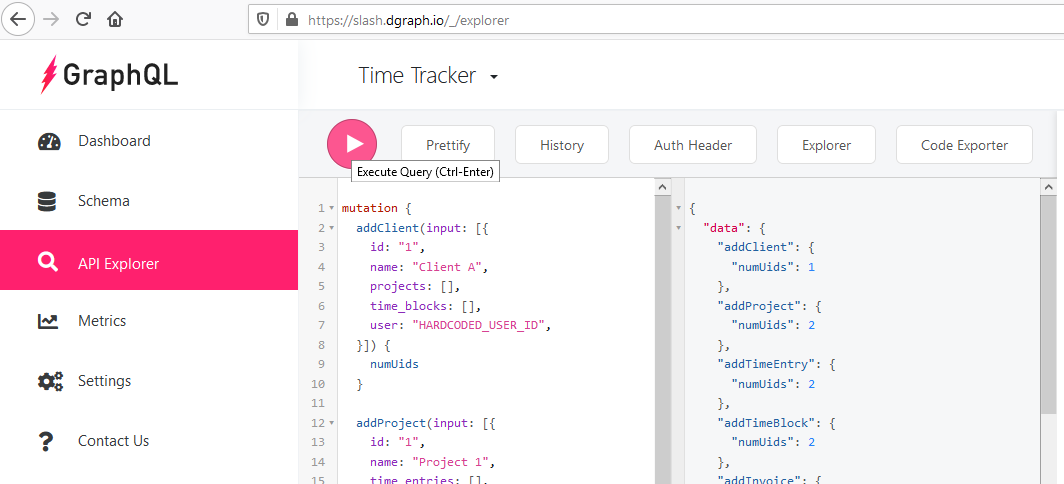 https://slash.dgraph.io/_/explorer
GraphQL
Time Tracker
Dashboard
Schema
API Explorer
Metrics
Settings
Contact Us
Prettify
History
Auth Header
Explorer
Code Exporter
Execute Query (Ctrl-Enter)
1 mutation {
2 addClient(input: [{
3 id: "1",
4 name: "Client A",
5 projects: [],
6 time_blocks: [],
7 user: "HARDCODED_USER_ID",
8 }]) {
9 numUids
10 }
11
12 addProject(input: [{
13 id: "1",
14 name: "Project 1",
15 time_entries: [],
{
"data": {
"addClient": {
"numUids": 1
},
"addProject": {
"numUids": 2
},
"addTimeEntry": {
"numUids": 2
},
"addTimeBlock": {
"numUids": 2
},
"addInvoice": {